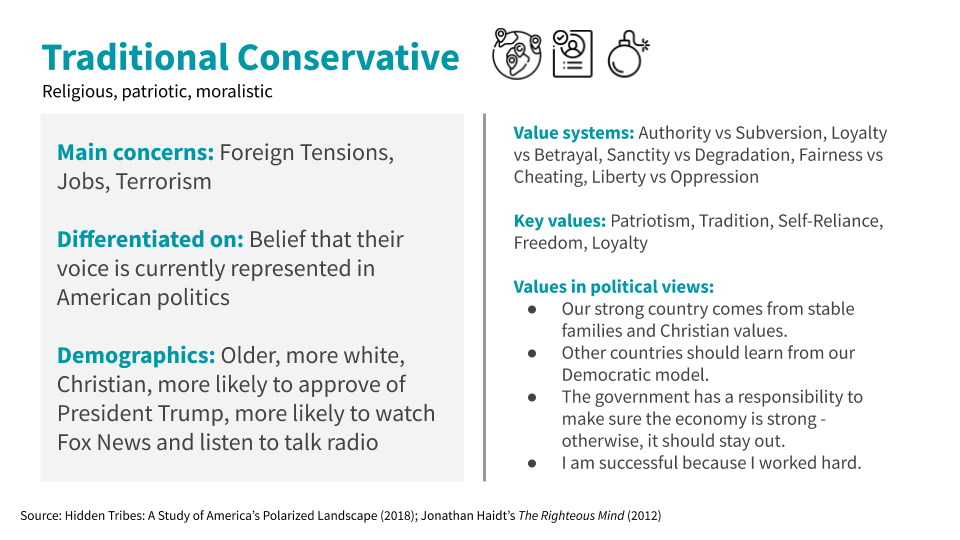 Traditional Conservative
Religious, patriotic, moralistic
Main concerns: Foreign Tensions,
Jobs, Terrorism
Differentiated on: Belief that their
voice is currently represented in
American politics
Demographics: Older, more white,
Christian, more likely to approve of
President Trump, more likely to watch
Fox News and listen to talk radio
Value systems: Authority vs Subversion, Loyalty
vs Betrayal, Sanctity vs Degradation, Fairness vs
Cheating, Liberty vs Oppression
Key values: Patriotism, Tradition, Self-Reliance,
Freedom, Loyalty
Values in political views:
● Our strong country comes from stable
families and Christian values.
● Other countries should learn from our
Democratic model.
● The government has a responsibility to
make sure the economy is strong -
otherwise, it should stay out.
● I am successful because I worked hard.
Source: Hidden Tribes: A Study of America's Polarized Landscape (2018); Jonathan Haidt's The Righteous Mind (2012)